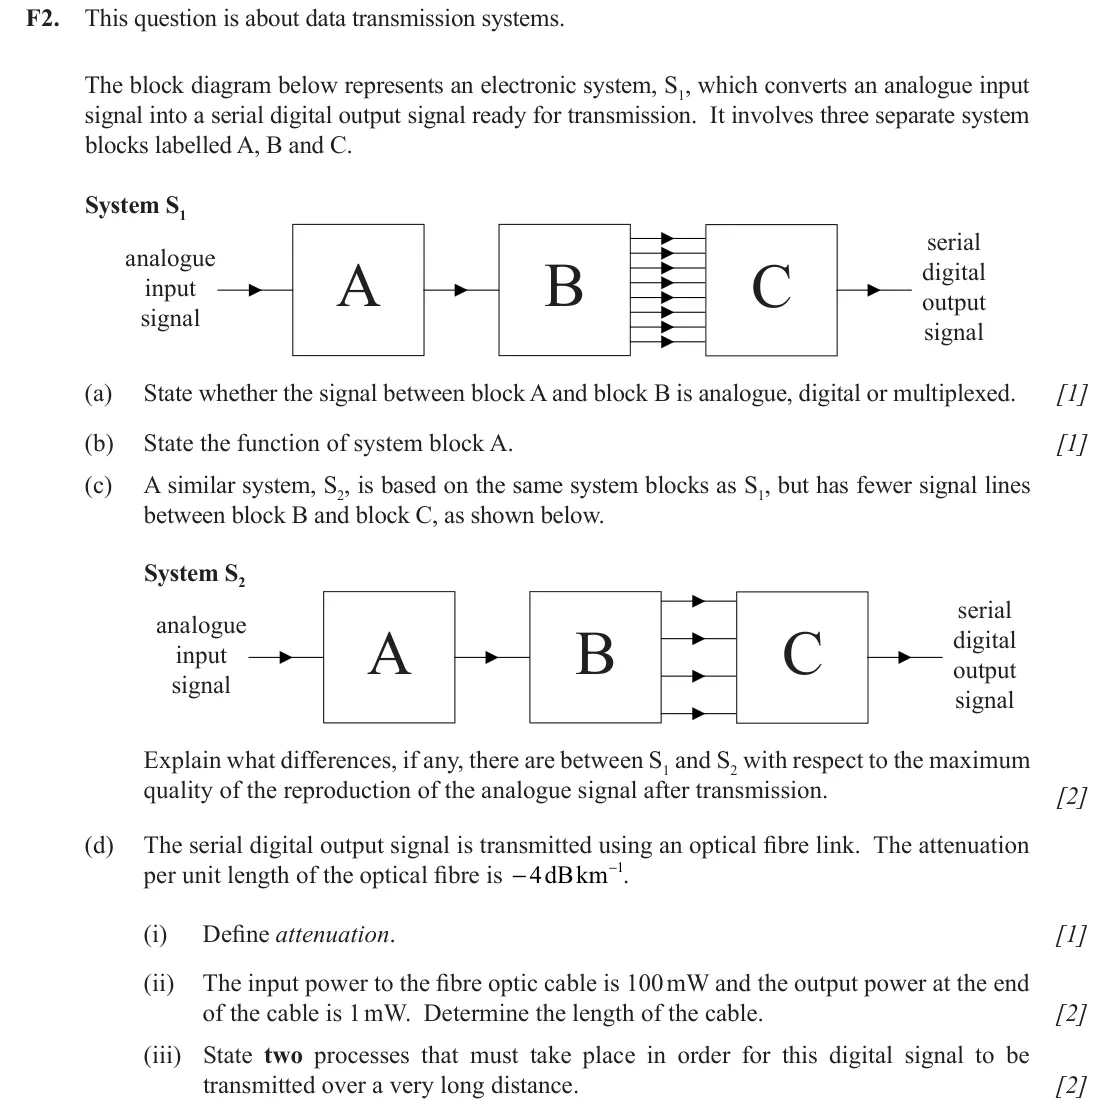 F2. This question is about data transmission systems.
The block diagram below represents an electronic system, S₁, which converts an analogue input
signal into a serial digital output signal ready for transmission. It involves three separate system
blocks labelled A, B and C.
System S₁
analogue
input
signal
A
B
C
serial
digital
output
signal
(a) State whether the signal between block A and block B is analogue, digital or multiplexed. [1]
(b) State the function of system block A. [1]
(c) A similar system, S₂, is based on the same system blocks as S₁, but has fewer signal lines
between block B and block C, as shown below.
System S₂
analogue
input
signal
A
B
C
serial
digital
output
signal
Explain what differences, if any, there are between S₁ and S₂ with respect to the maximum
quality of the reproduction of the analogue signal after transmission. [2]
(d) The serial digital output signal is transmitted using an optical fibre link. The attenuation
per unit length of the optical fibre is −4 dB km⁻¹.
(i) Define attenuation. [1]
(ii) The input power to the fibre optic cable is 100 mW and the output power at the end
of the cable is 1 mW. Determine the length of the cable. [2]
(iii) State two processes that must take place in order for this digital signal to be
transmitted over a very long distance. [2]